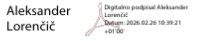 Aleksander
Lorenčič
Digitalno podpisal Aleksander
Lorenčič
Datum: 2026.02.26 10:39:21
+01'00'